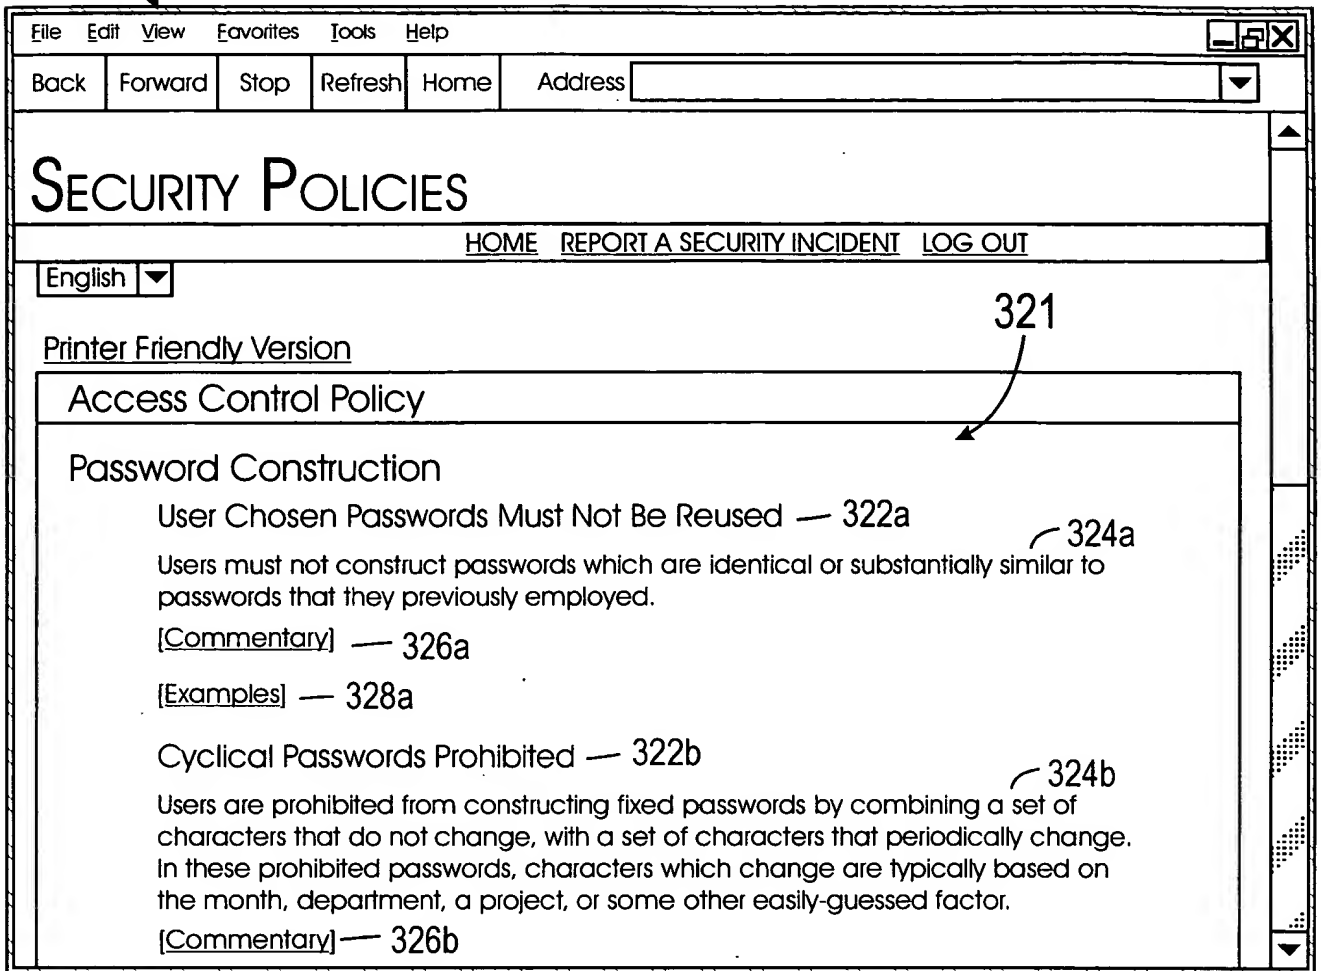 File Edit View Favorites Tools Help
Back Forward Stop Refresh Home Address
SECURITY POLICIES
HOME REPORT A SECURITY INCIDENT LOG OUT
English
321
Printer Friendly Version
Access Control Policy
Password Construction
User Chosen Passwords Must Not Be Reused — 322a
324a
Users must not construct passwords which are identical or substantially similar to
passwords that they previously employed.
[Commentary] — 326a
[Examples] — 328a
Cyclical Passwords Prohibited — 322b
324b
Users are prohibited from constructing fixed passwords by combining a set of
characters that do not change, with a set of characters that periodically change.
In these prohibited passwords, characters which change are typically based on
the month, department, a project, or some other easily-guessed factor.
[Commentary] — 326b